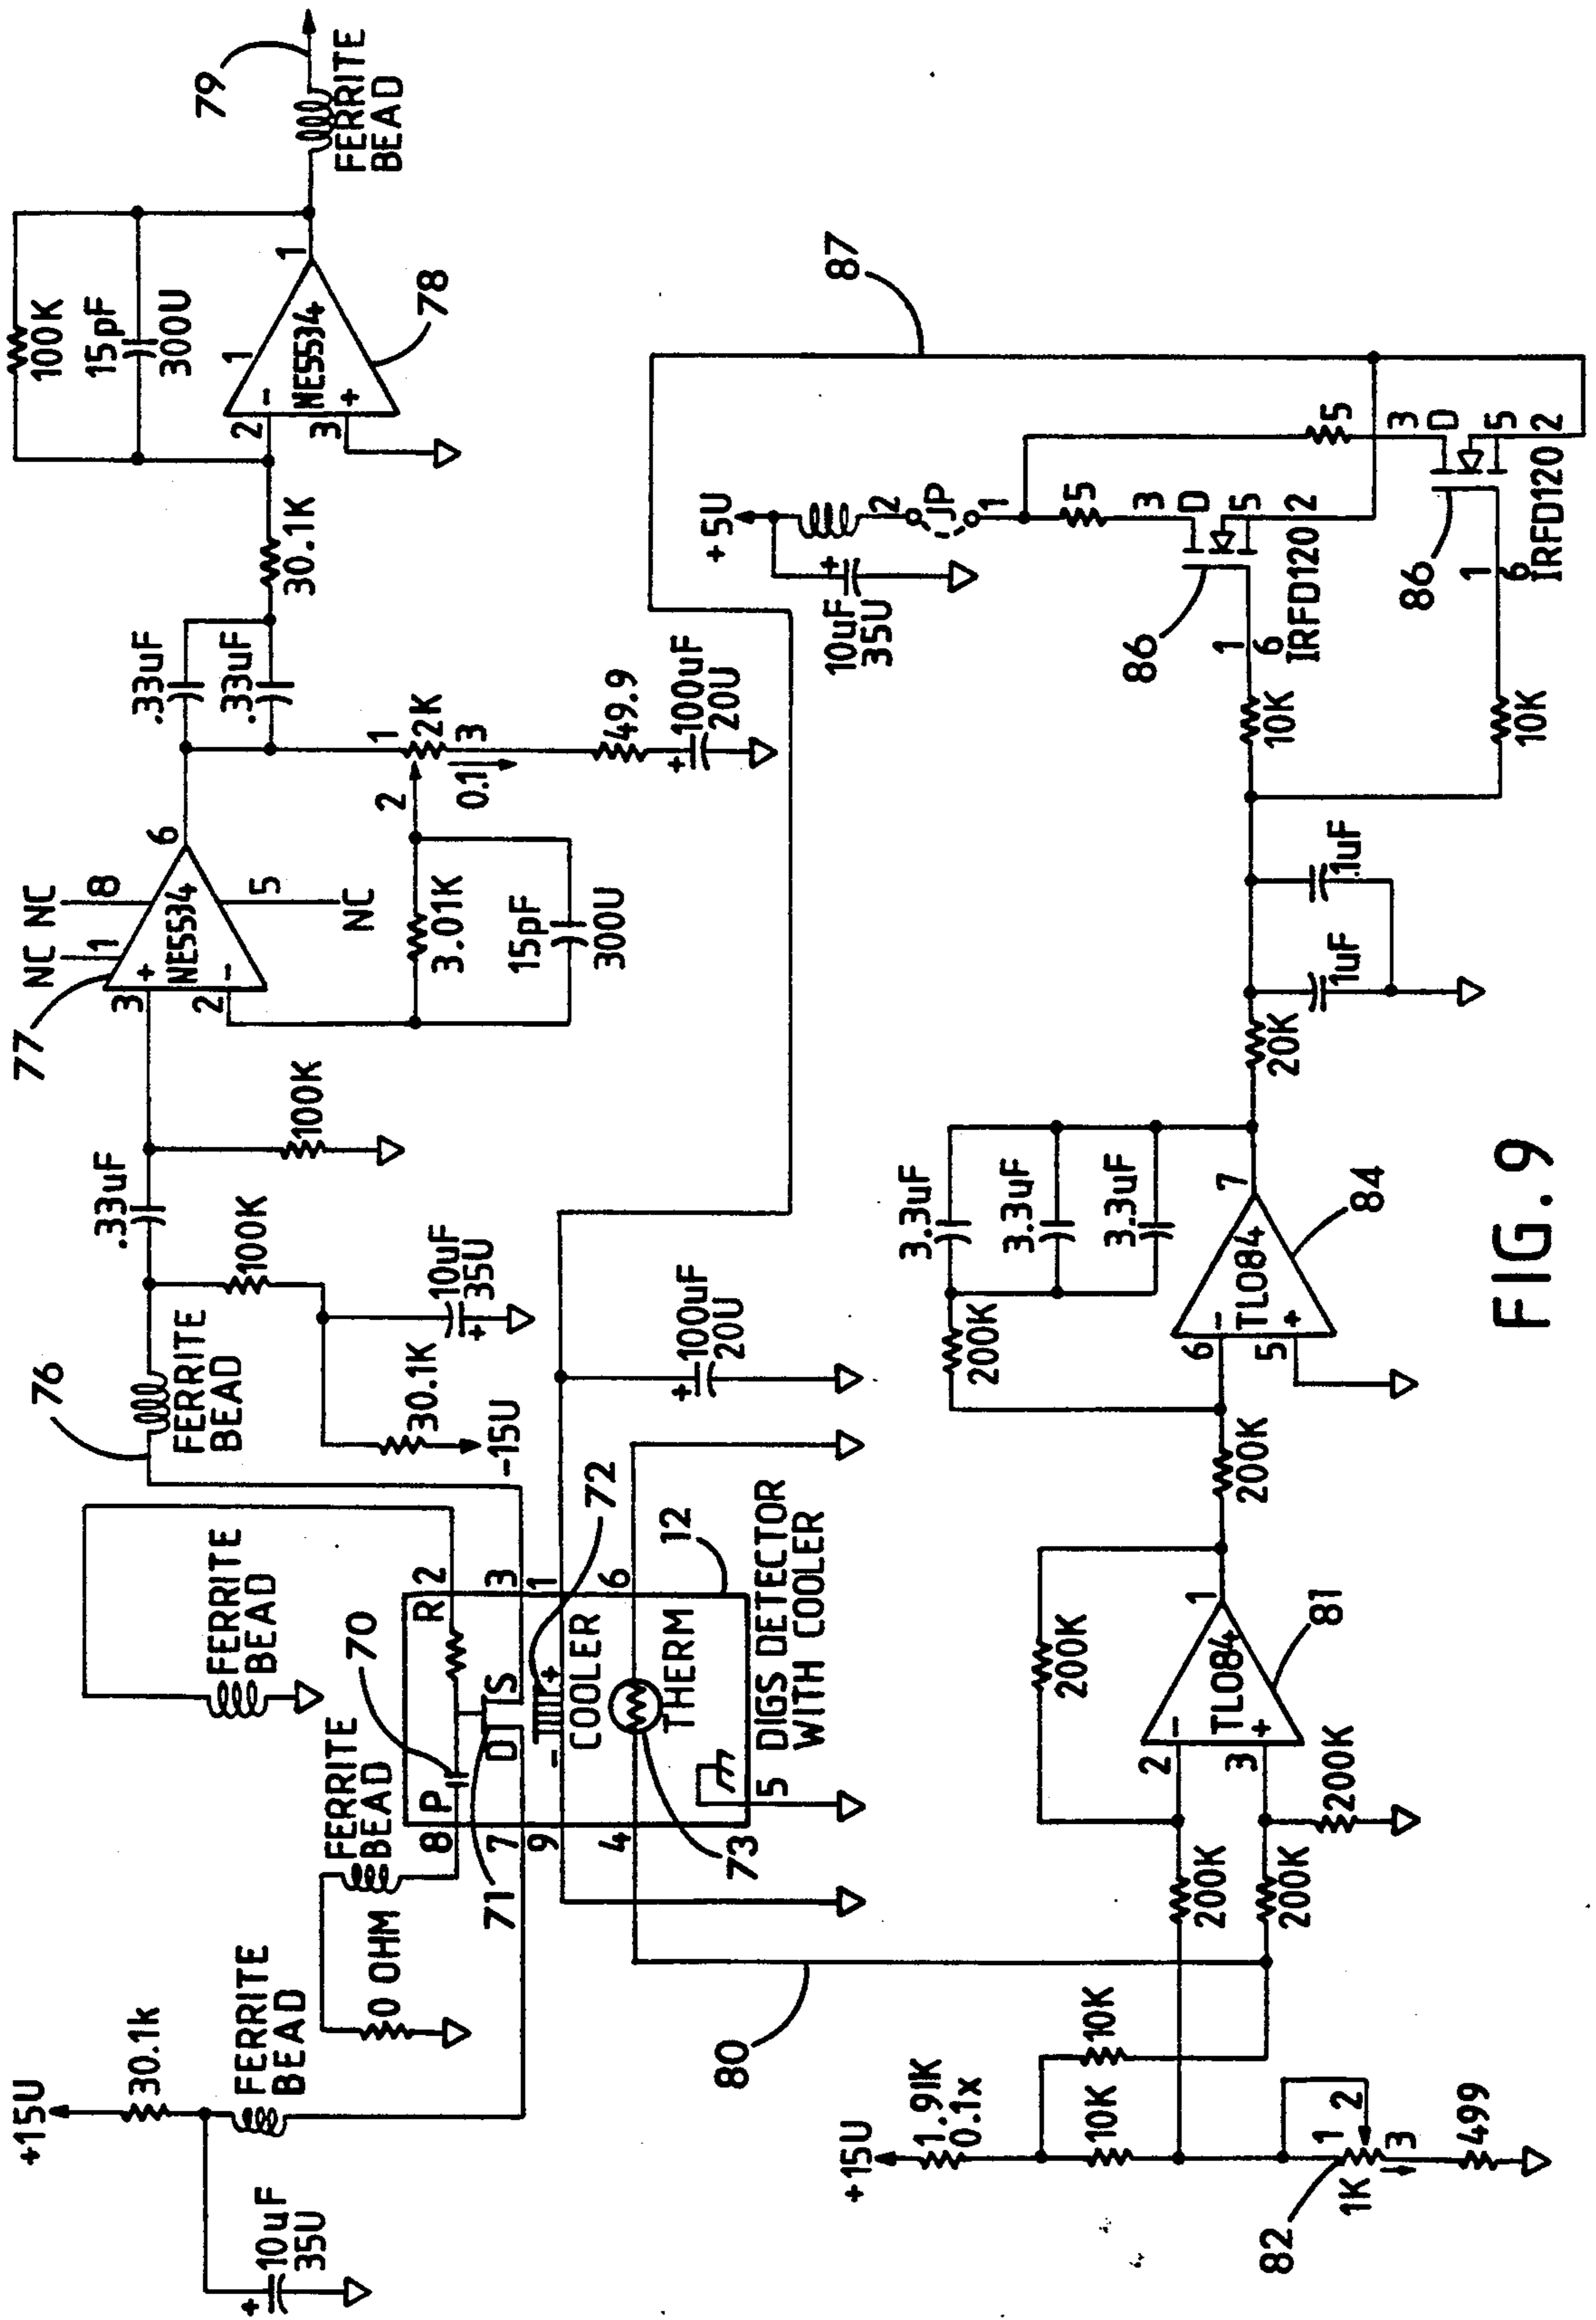 79
FERRITE
BEAD
100K
15pF
300U
1
1
NE5534
-
+
2
3
78
30.1K
.33uF
.33uF
1
2K
2
3
0.1
49.9
+
100uF
20U
6
NC
NC
8
1
5
NC
NE5534
+
-
3
2
77
3.01K
15pF
300U
100K
.33uF
100K
10uF
35U
+
30.1K
-15U
76
FERRITE
BEAD
FERRITE
BEAD
70
FERRITE
BEAD
0 OHM
71
FERRITE
BEAD
30.1k
+15U
+
10uF
35U
R
2
3
1
6
P
8
7
9
4
D
S
-
+
COOLER
THERM
72
12
73
5
DIGS DETECTOR
WITH COOLER
+
100uF
20U
87
+5U
+
10uF
35U
2
JP
1
5
3
D
5
2
IRFD120
86
1
6
10K
5
3
D
5
2
IRFD120
86
1
6
10K
.1uF
1uF
20K
3.3uF
3.3uF
3.3uF
7
TL084
-
+
6
5
84
200K
200K
200K
1
TL084
-
+
2
3
81
200K
200K
200K
80
+15U
1.91K
0.1x
10K
10K
1
2
3
1K
82
499
FIG. 9